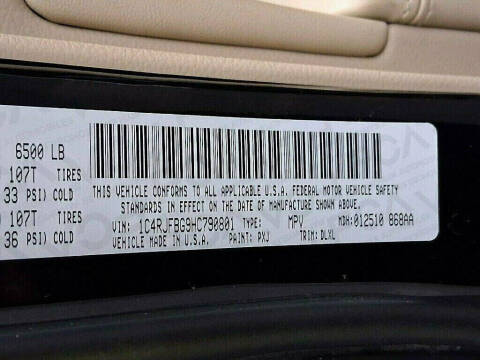 6500 LB
107T TIRES
33 PSI) COLD
107T TIRES
36 PSI) COLD
THIS VEHICLE CONFORMS TO ALL APPLICABLE U.S.A. FEDERAL MOTOR VEHICLE SAFETY
STANDARDS IN EFFECT ON THE DATE OF MANUFACTURE SHOWN ABOVE.
VIN: 1C4RJFBG9HC790801 TYPE: MPV MDH: 012510 868AA
VEHICLE MADE IN U.S.A. PAINT: PXJ TRIM: DLXL